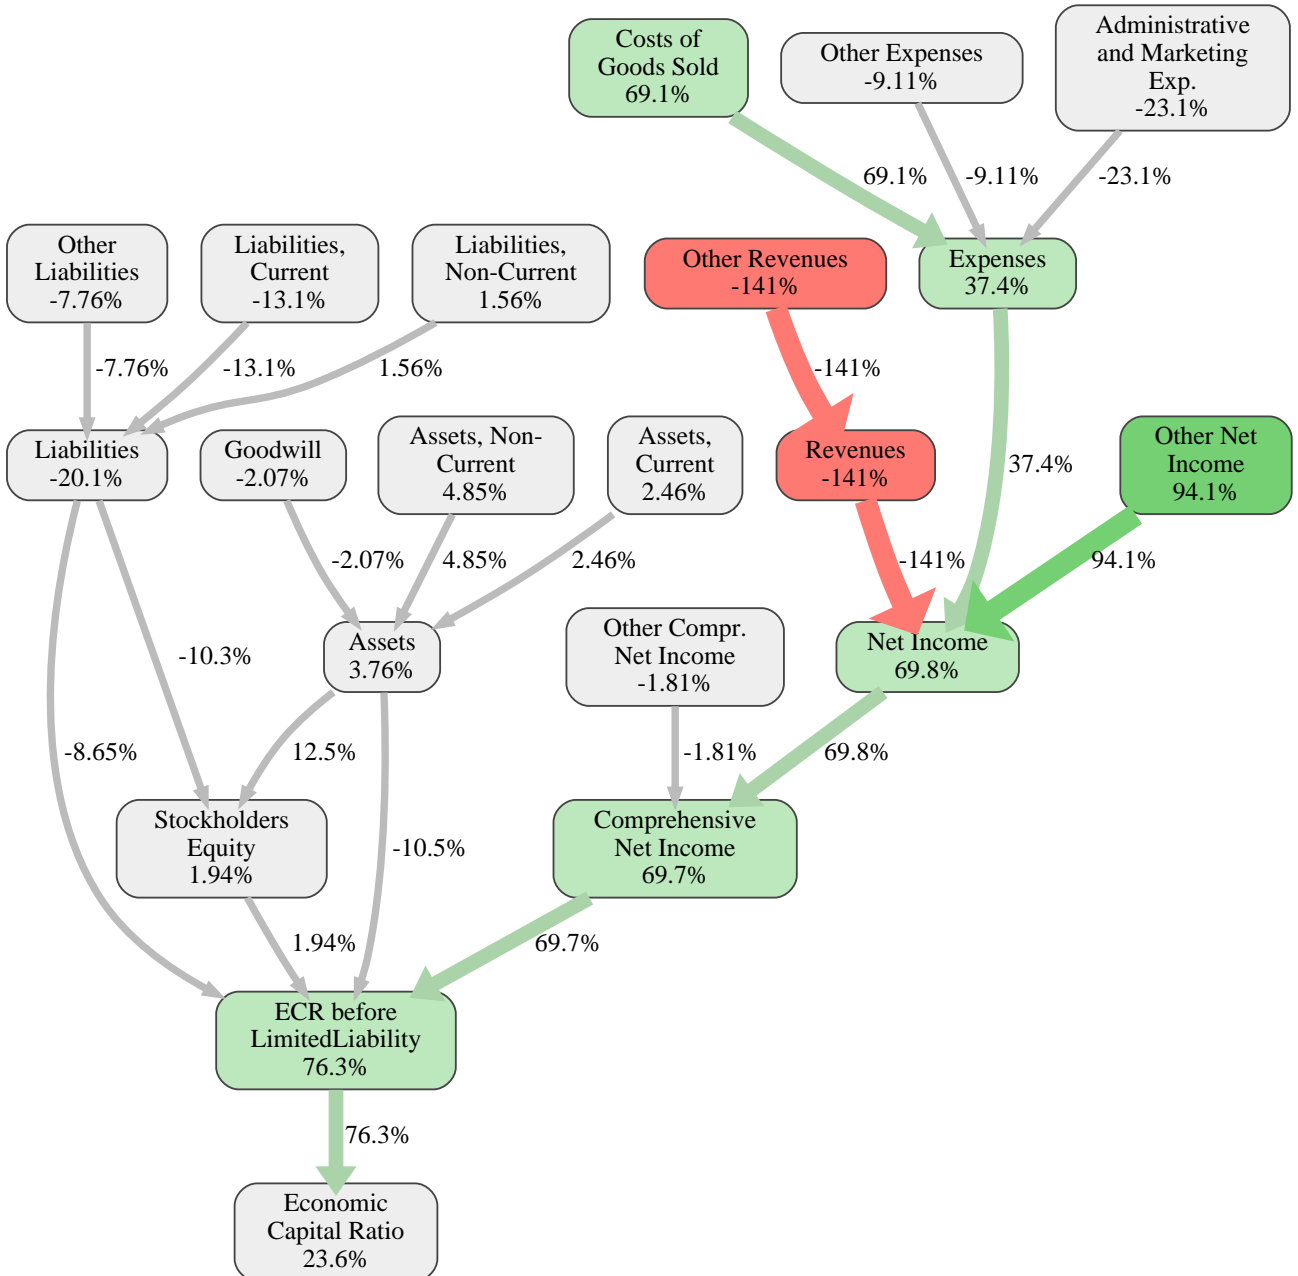 Costs of
Goods Sold
69.1%
Other Expenses
-9.11%
Administrative
and Marketing
Exp.
-23.1%
69.1%
-9.11%
-23.1%
Other
Liabilities
-7.76%
Liabilities,
Current
-13.1%
Liabilities,
Non-Current
1.56%
Other Revenues
-141%
Expenses
37.4%
-7.76%
-13.1%
1.56%
-141%
Liabilities
-20.1%
Goodwill
-2.07%
Assets, Non-
Current
4.85%
Assets,
Current
2.46%
Revenues
-141%
37.4%
Other Net
Income
94.1%
-2.07%
4.85%
2.46%
-141%
94.1%
-10.3%
Assets
3.76%
Other Compr.
Net Income
-1.81%
Net Income
69.8%
-8.65%
12.5%
-1.81%
69.8%
Stockholders
Equity
1.94%
-10.5%
Comprehensive
Net Income
69.7%
1.94%
69.7%
ECR before
LimitedLiability
76.3%
76.3%
Economic
Capital Ratio
23.6%